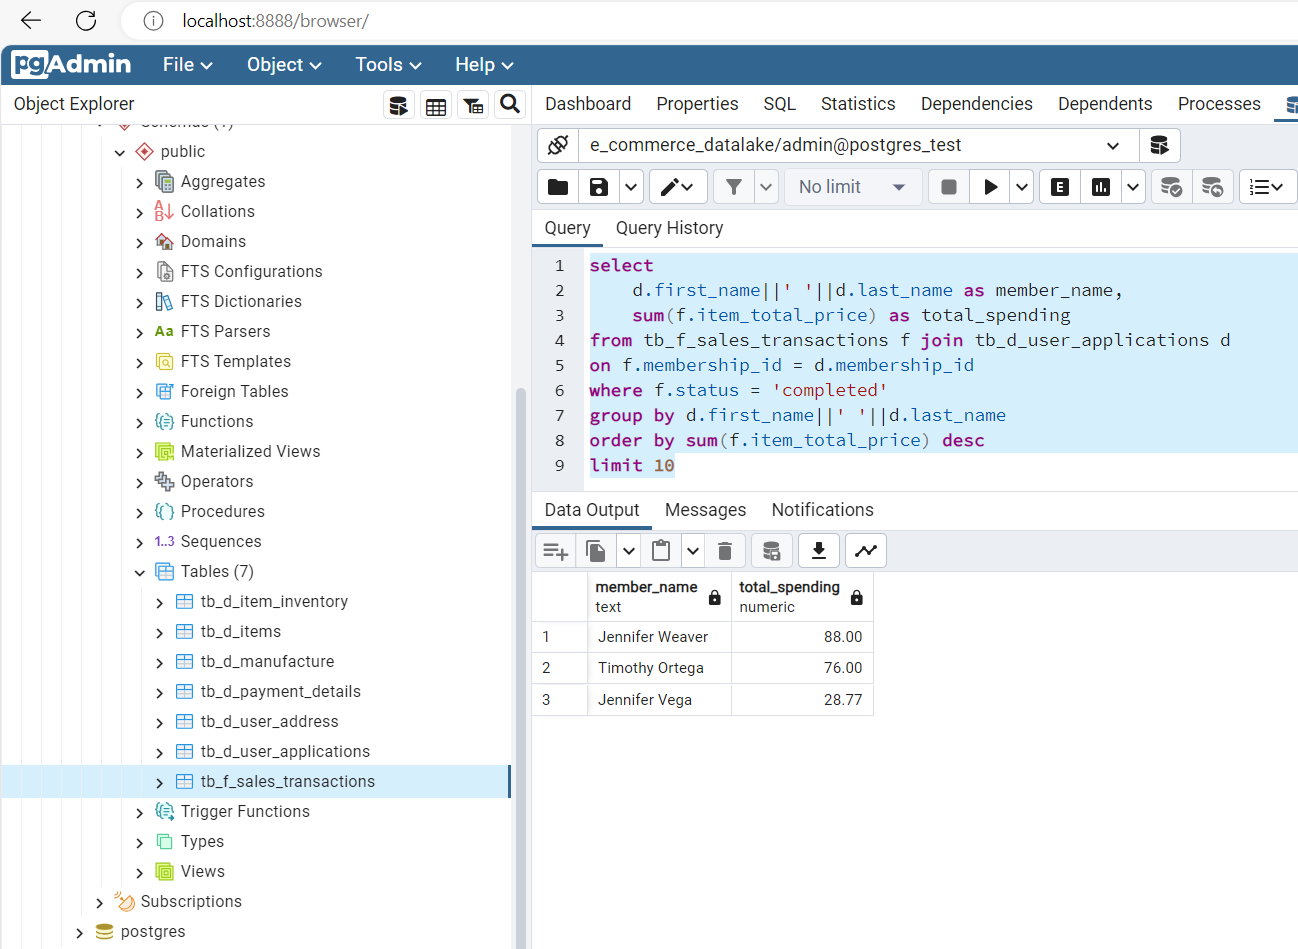 localhost:8888/browser/
pgAdmin File Object Tools Help
Object Explorer
Dashboard Properties SQL Statistics Dependencies Dependents Processes
Schemas (1)
public
Aggregates
Collations
Domains
FTS Configurations
FTS Dictionaries
Aa FTS Parsers
FTS Templates
Foreign Tables
Functions
Materialized Views
Operators
Procedures
1..3 Sequences
Tables (7)
tb_d_item_inventory
tb_d_items
tb_d_manufacture
tb_d_payment_details
tb_d_user_address
tb_d_user_applications
tb_f_sales_transactions
Trigger Functions
Types
Views
Subscriptions
postgres
e_commerce_datalake/admin@postgres_test
No limit
E
Query Query History
1 select
2 d.first_name||' '||d.last_name as member_name,
3 sum(f.item_total_price) as total_spending
4 from tb_f_sales_transactions f join tb_d_user_applications d
5 on f.membership_id = d.membership_id
6 where f.status = 'completed'
7 group by d.first_name||' '||d.last_name
8 order by sum(f.item_total_price) desc
9 limit 10
Data Output Messages Notifications
member_name total_spending
text numeric
1 Jennifer Weaver 88.00
2 Timothy Ortega 76.00
3 Jennifer Vega 28.77